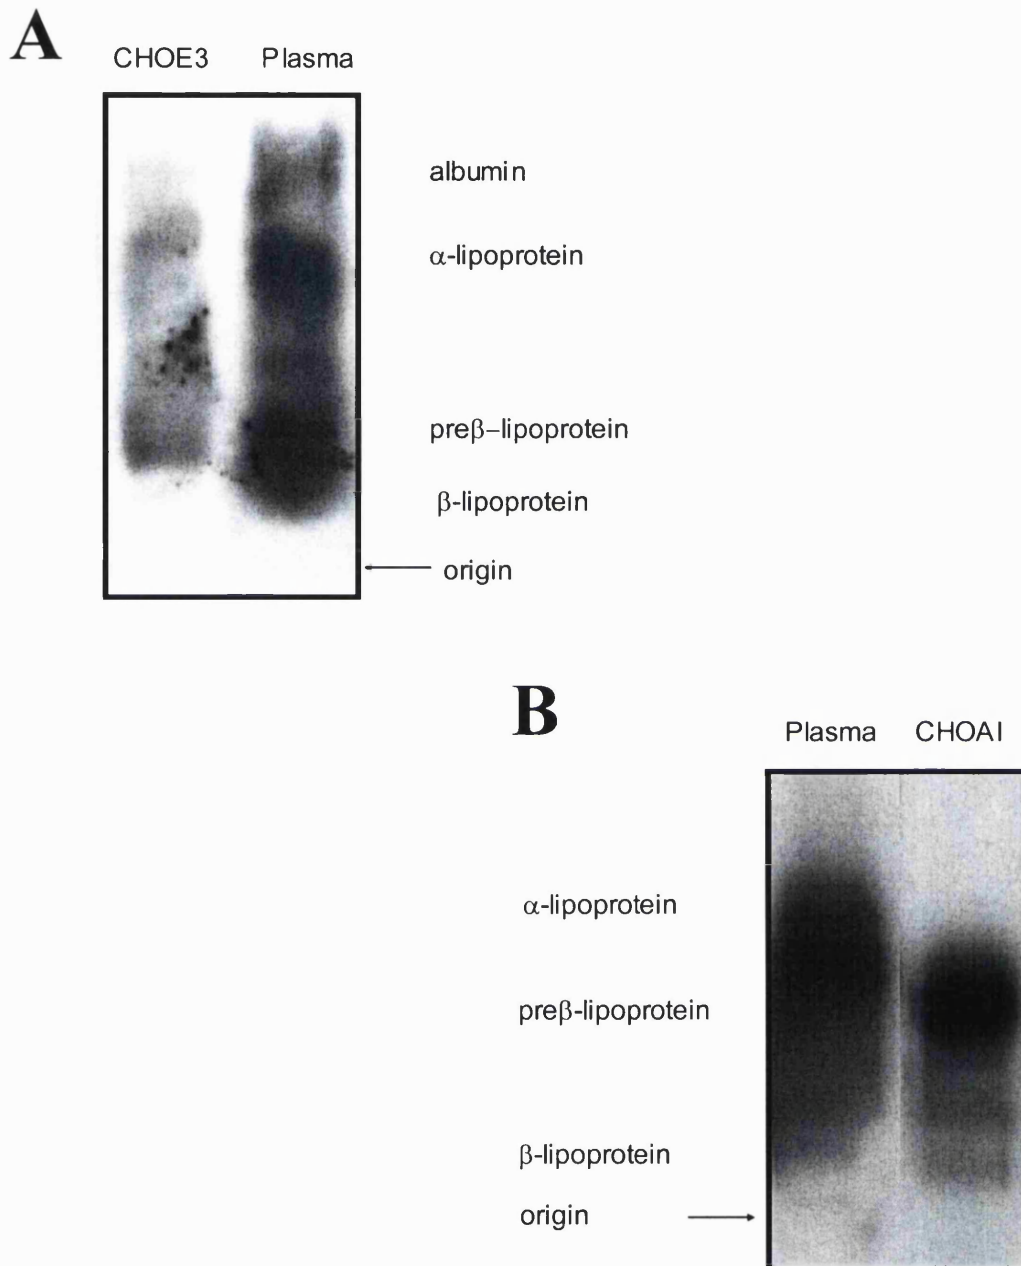 A
CHOE3 Plasma
albumin
α-lipoprotein
preβ–lipoprotein
β-lipoprotein
origin
B
Plasma CHOAI
α-lipoprotein
preβ-lipoprotein
β-lipoprotein
origin